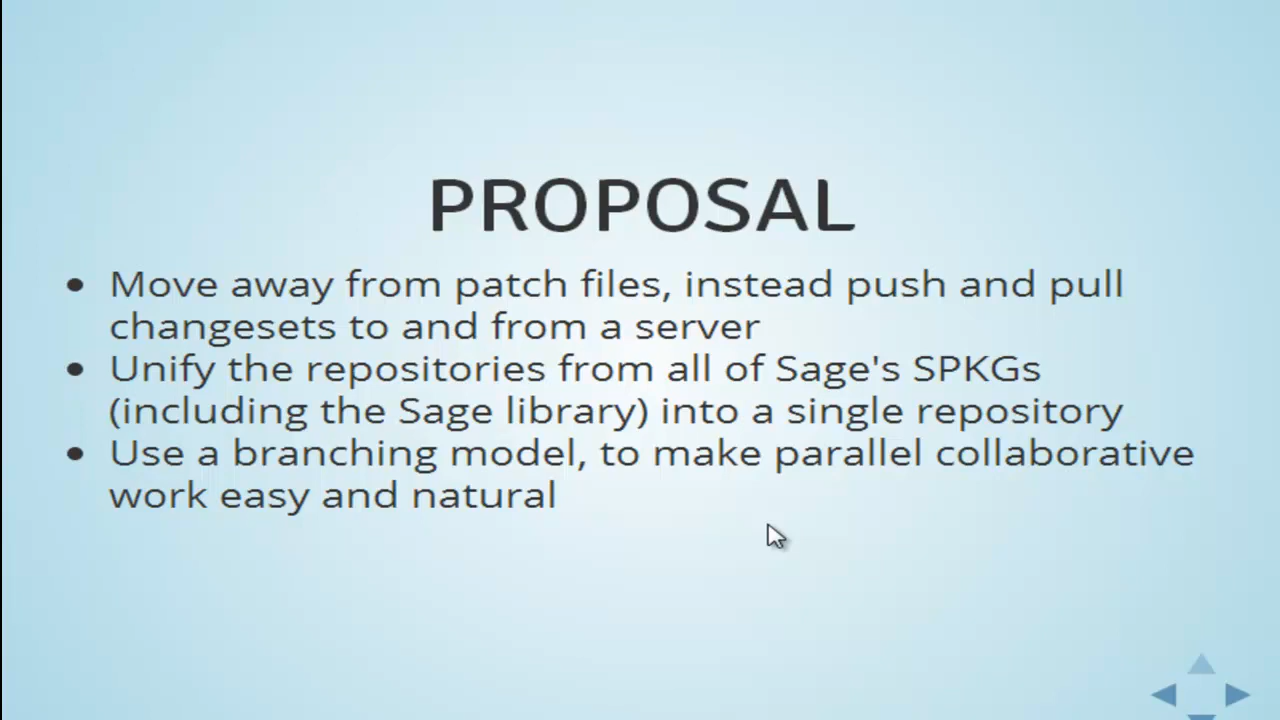 PROPOSAL
• Move away from patch files, instead push and pull
changesets to and from a server
• Unify the repositories from all of Sage's SPKGs
(including the Sage library) into a single repository
• Use a branching model, to make parallel collaborative
work easy and natural